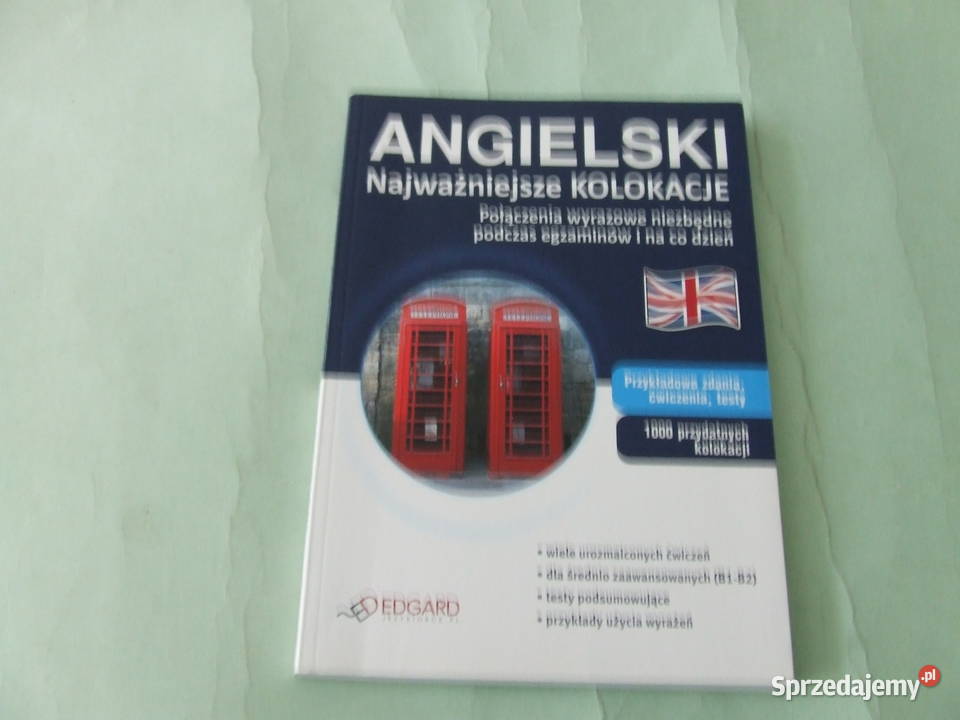 ANGIELSKI
Najważniejsze KOLOKACJE
Połączenia wyrazowe niezbędne
podczas egzaminów i na co dzień
Przykładowe zdania,
ćwiczenia, testy
1000 przydatnych
kolokacji
• wiele urozmaiconych ćwiczeń
• dla średnio zaawansowanych (B1-B2)
• testy podsumowujące
• przykłady użycia wyrażeń
EDGARD
Sprzedajemy.pl